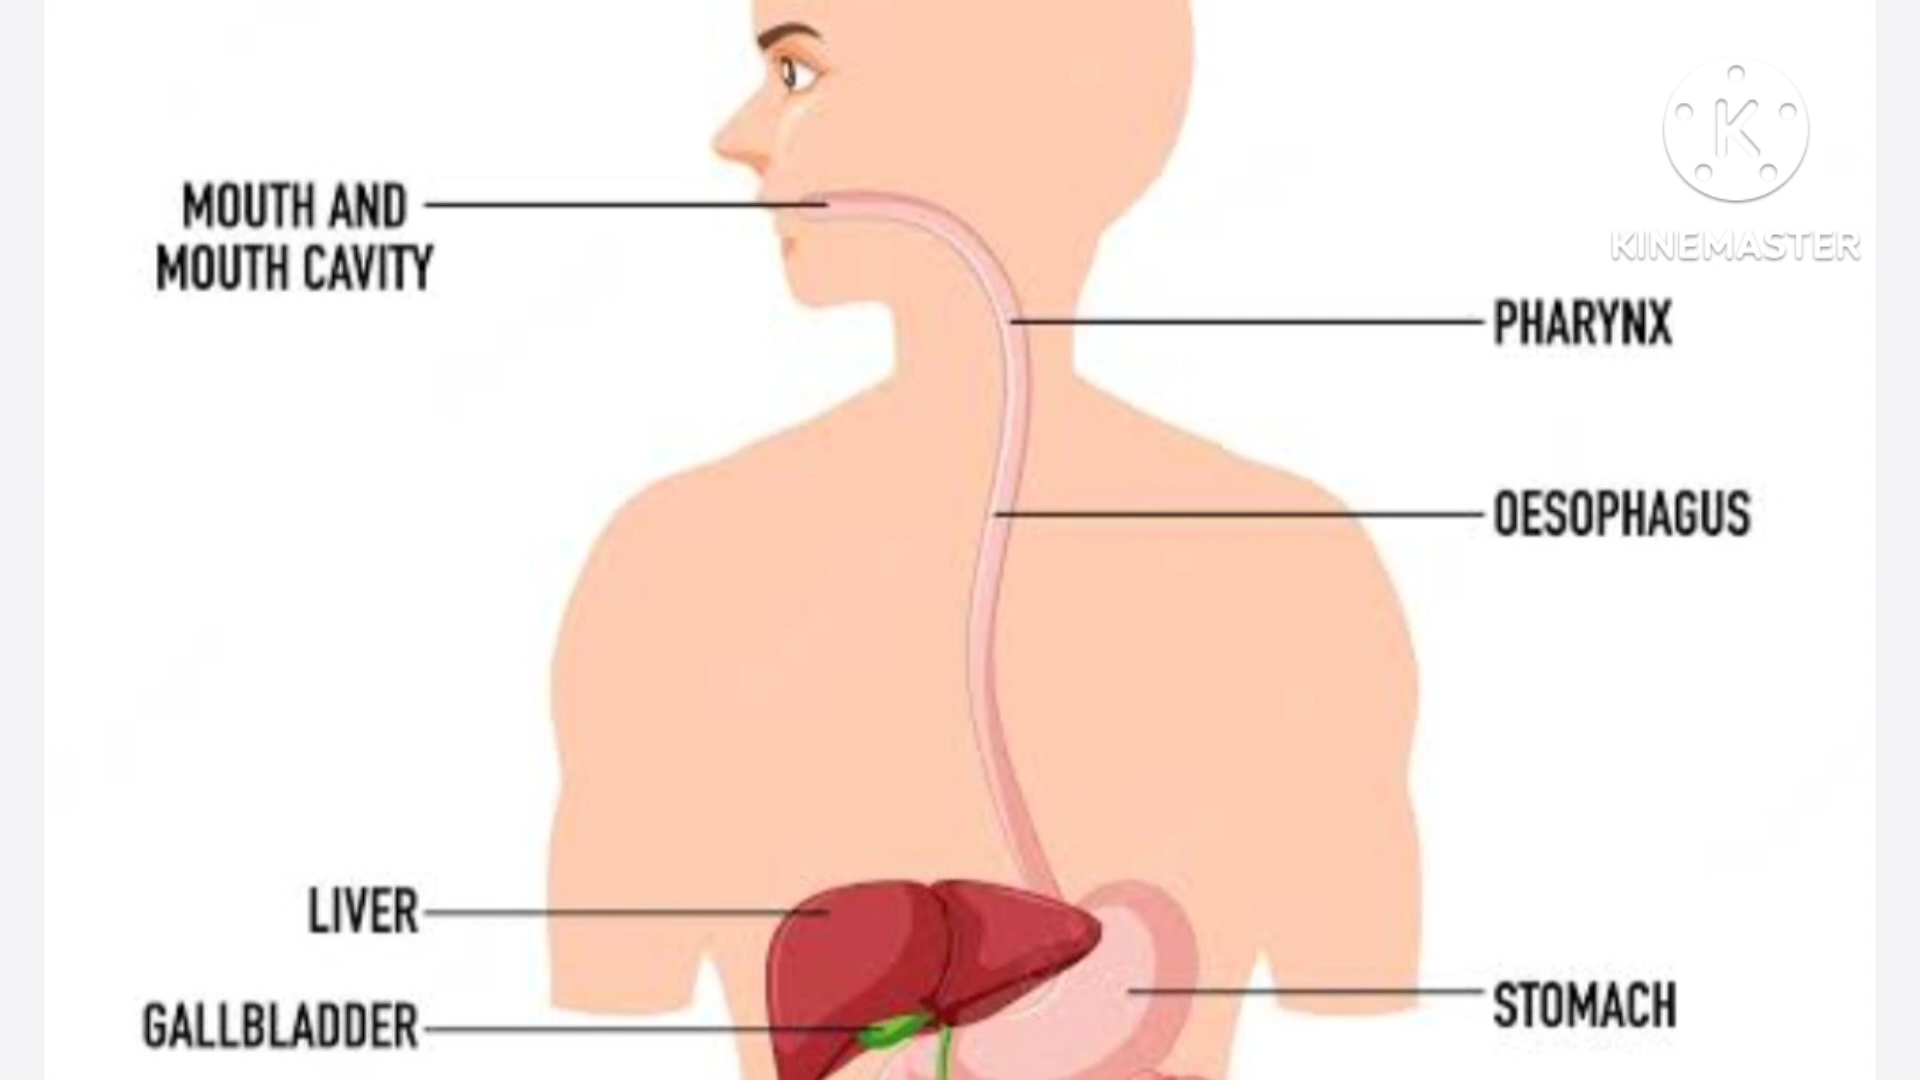 MOUTH AND
MOUTH CAVITY
K
KINEMASTER
PHARYNX
OESOPHAGUS
LIVER
GALLBLADDER
STOMACH